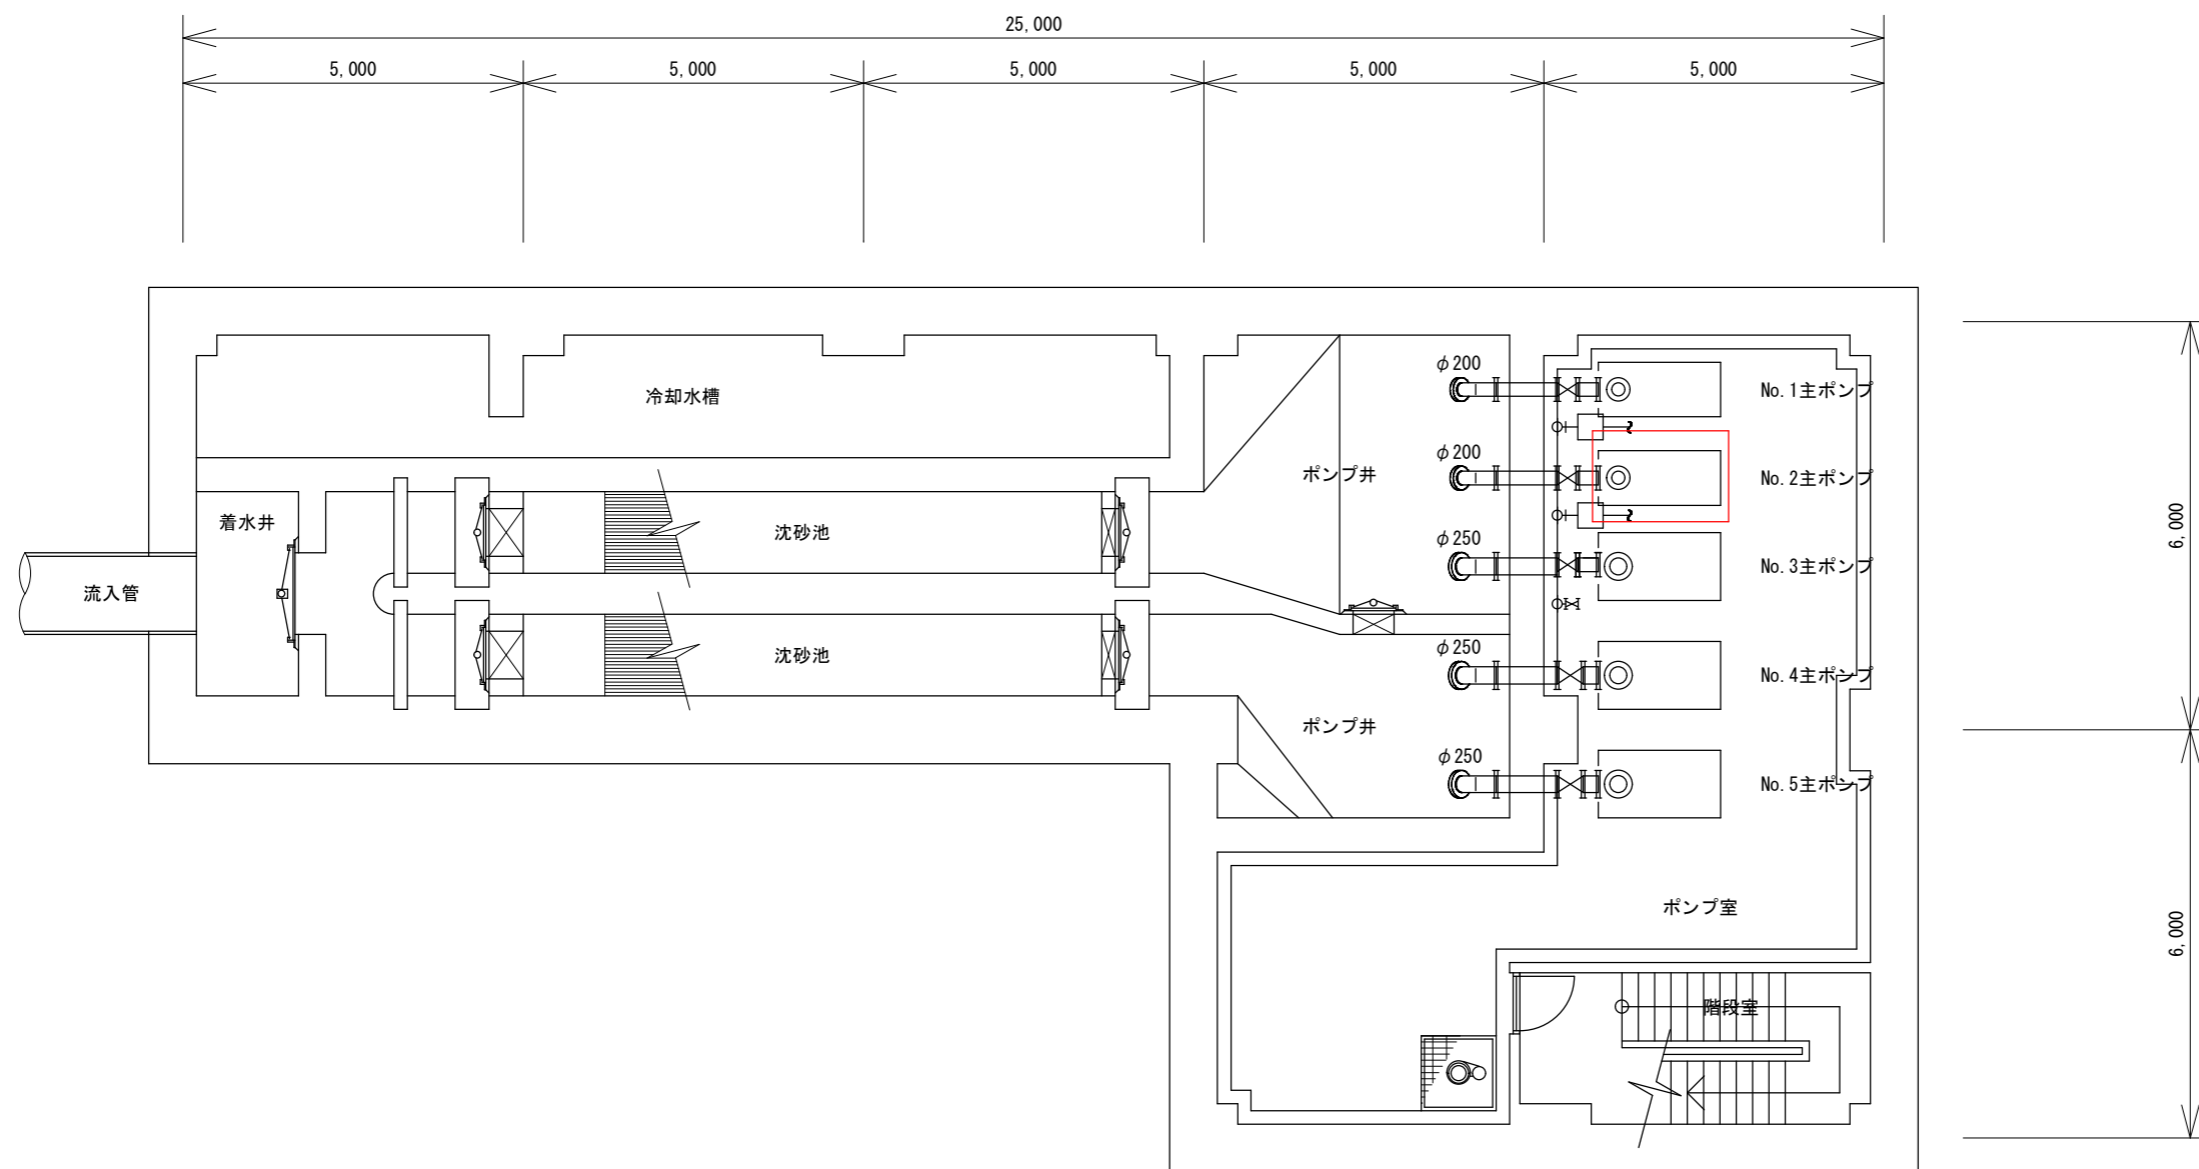 25,000
5,000
5,000
5,000
5,000
5,000
φ200
No.1主ポンプ
冷却水槽
φ200
ポンプ井
No.2主ポンプ
着水井
沈砂池
φ250
No.3主ポンプ
6,000
流入管
沈砂池
φ250
No.4主ポンプ
ポンプ井
φ250
No.5主ポンプ
ポンプ室
6,000
階段室